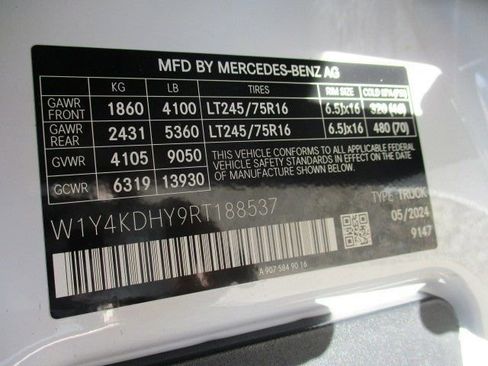 MFD BY MERCEDES-BENZ AG
KG LB TIRES RIM SIZE COLD
GAWR FRONT 1860 4100 LT245/75R16 6.5Jx16
GAWR REAR 2431 5360 LT245/75R16 6.5Jx16 480 (70)
GVWR 4105 9050
GCWR 6319 13930
THIS VEHICLE CONFORMS TO ALL APPLICABLE
FEDERAL MOTOR VEHICLE SAFETY STANDARDS
IN EFFECT ON THE DATE
OF MANUFACTURE SHOWN ABOVE.
TYPE: TRUCK
W1Y4KDHY9RT188537
05/2024
9147
A 907 584 90 16